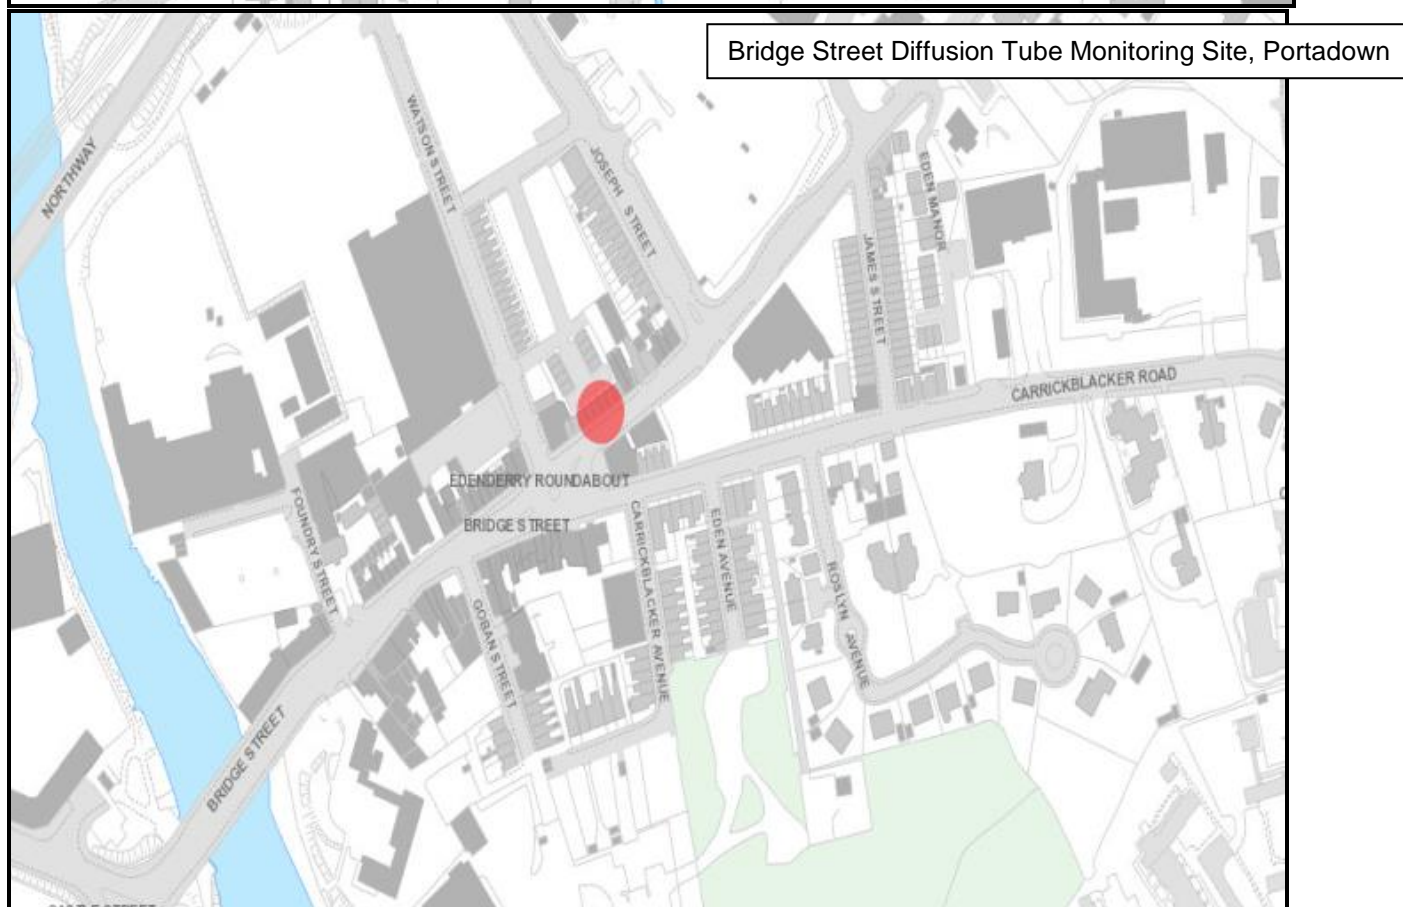 Bridge Street Diffusion Tube Monitoring Site, Portadown
NORTHWAY
WATSON STREET
JOSEPH STREET
EDEN MANOR
JAMES STREET
CARRICKBLACKER ROAD
EDENDERRY ROUNDABOUT
BRIDGE STREET
FOUNDRY STREET
GOBAN STREET
CARRICKBLACKER AVENUE
EDEN AVENUE
ROSLYN AVENUE
BRIDGE STREET